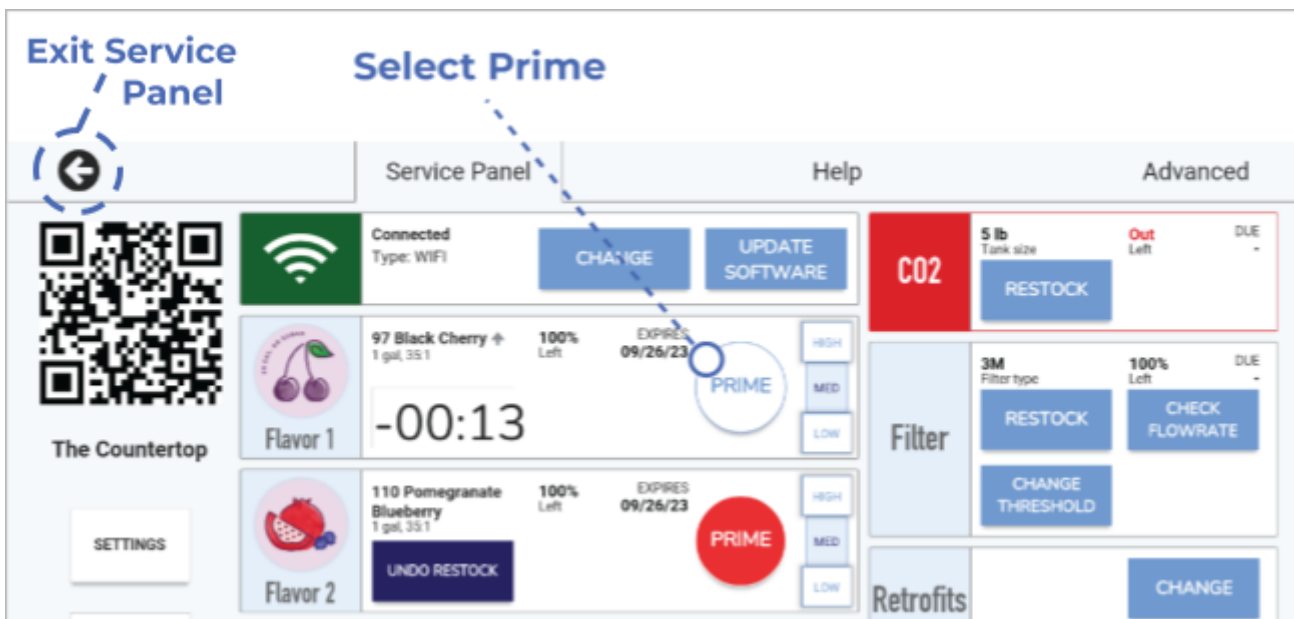 Exit Service
Panel
Select Prime
Service Panel
Help
Advanced
The Countertop
SETTINGS
Connected
Type: WIFI
CHANGE
UPDATE
SOFTWARE
Flavor 1
97 Black Cherry
1 gal, 35:1
100%
Left
EXPIRES
09/26/23
-00:13
PRIME
HIGH
MED
LOW
Flavor 2
110 Pomegranate
Blueberry
1 gal, 35:1
100%
Left
EXPIRES
09/26/23
UNDO RESTOCK
PRIME
HIGH
MED
LOW
CO2
5 lb
Tank size
Out
Left
DUE
-
RESTOCK
Filter
3M
Filter type
100%
Left
DUE
-
RESTOCK
CHECK
FLOWRATE
CHANGE
THRESHOLD
Retrofits
CHANGE